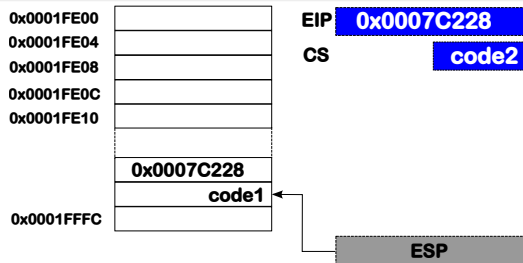 0x0001FE00
0x0001FE04
0x0001FE08
0x0001FE0C
0x0001FE10
0x0007C228
code1
0x0001FFFC
EIP 0x0007C228
CS code2
ESP